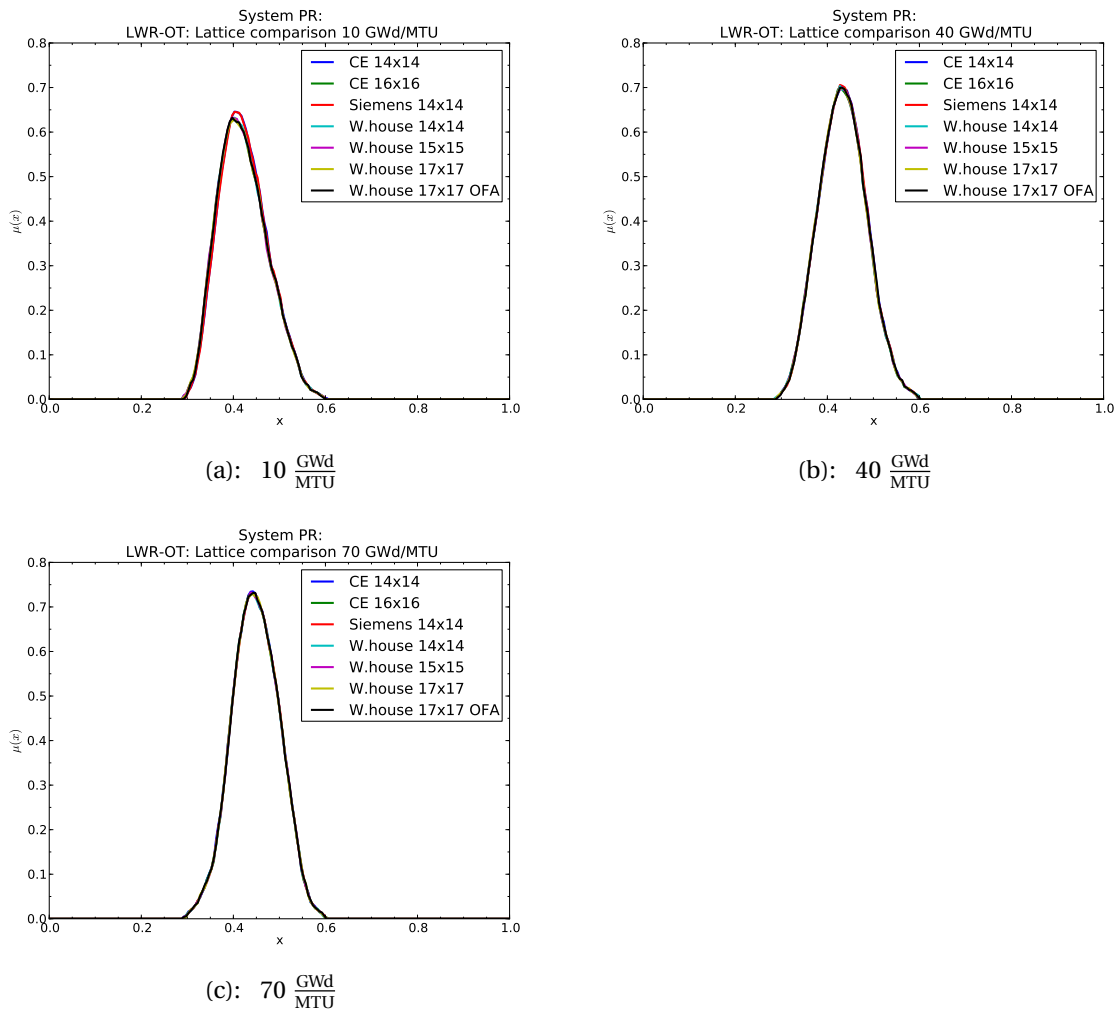 System PR:
LWR-OT: Lattice comparison 10 GWd/MTU
0.8
0.7
0.6
0.5
0.4
0.3
0.2
0.1
0.0
μ(x)
0.0 0.2 0.4 0.6 0.8 1.0
x
CE 14x14
CE 16x16
Siemens 14x14
W.house 14x14
W.house 15x15
W.house 17x17
W.house 17x17 OFA
(a): 10 GWd/MTU
System PR:
LWR-OT: Lattice comparison 40 GWd/MTU
0.8
0.7
0.6
0.5
0.4
0.3
0.2
0.1
0.0
μ(x)
0.0 0.2 0.4 0.6 0.8 1.0
x
CE 14x14
CE 16x16
Siemens 14x14
W.house 14x14
W.house 15x15
W.house 17x17
W.house 17x17 OFA
(b): 40 GWd/MTU
System PR:
LWR-OT: Lattice comparison 70 GWd/MTU
0.8
0.7
0.6
0.5
0.4
0.3
0.2
0.1
0.0
μ(x)
0.0 0.2 0.4 0.6 0.8 1.0
x
CE 14x14
CE 16x16
Siemens 14x14
W.house 14x14
W.house 15x15
W.house 17x17
W.house 17x17 OFA
(c): 70 GWd/MTU